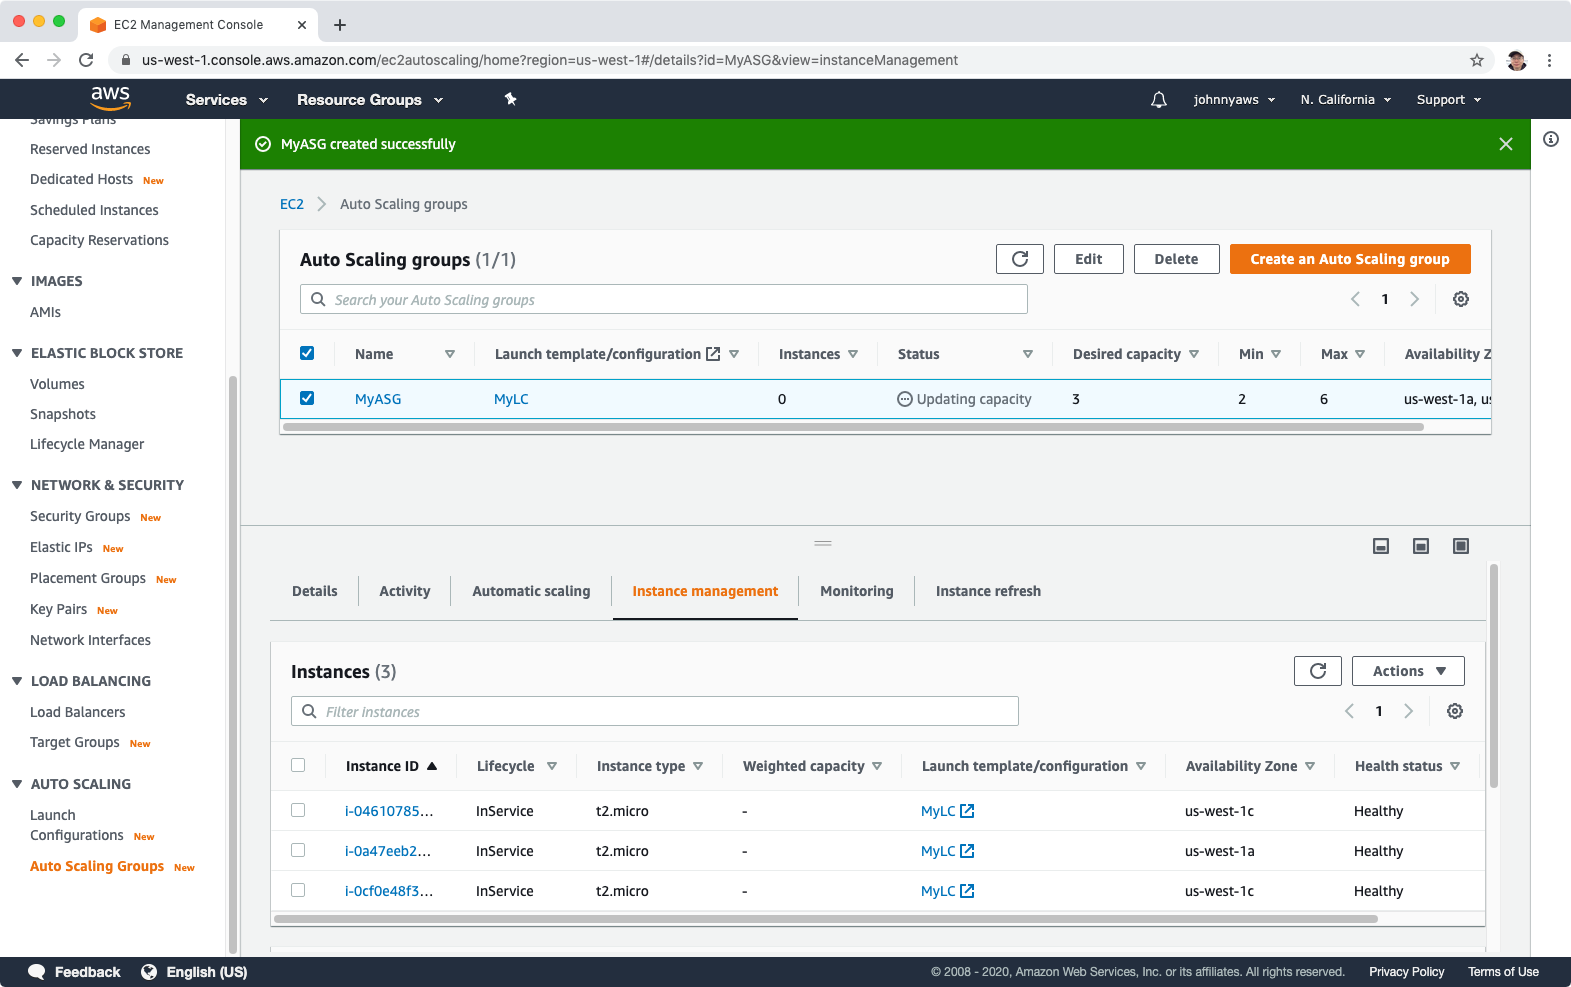 EC2 Management Console
us-west-1.console.aws.amazon.com/ec2autoscaling/home?region=us-west-1#/details?id=MyASG&view=instanceManagement
aws Services Resource Groups johnnyaws N. California Support
Savings Plans
Reserved Instances
Dedicated Hosts New
Scheduled Instances
Capacity Reservations
IMAGES
AMIs
ELASTIC BLOCK STORE
Volumes
Snapshots
Lifecycle Manager
NETWORK & SECURITY
Security Groups New
Elastic IPs New
Placement Groups New
Key Pairs New
Network Interfaces
LOAD BALANCING
Load Balancers
Target Groups New
AUTO SCALING
Launch
Configurations New
Auto Scaling Groups New
MyASG created successfully
EC2 Auto Scaling groups
Auto Scaling groups (1/1) Edit Delete Create an Auto Scaling group
Search your Auto Scaling groups 1
Name Launch template/configuration Instances Status Desired capacity Min Max Availability Z
MyASG MyLC 0 Updating capacity 3 2 6 us-west-1a, us
Details Activity Automatic scaling Instance management Monitoring Instance refresh
Instances (3) Actions
Filter instances 1
Instance ID Lifecycle Instance type Weighted capacity Launch template/configuration Availability Zone Health status
i-04610785... InService t2.micro - MyLC us-west-1c Healthy
i-0a47eeb2... InService t2.micro - MyLC us-west-1a Healthy
i-0cf0e48f3... InService t2.micro - MyLC us-west-1c Healthy
Feedback English (US) © 2008 - 2020, Amazon Web Services, Inc. or its affiliates. All rights reserved. Privacy Policy Terms of Use